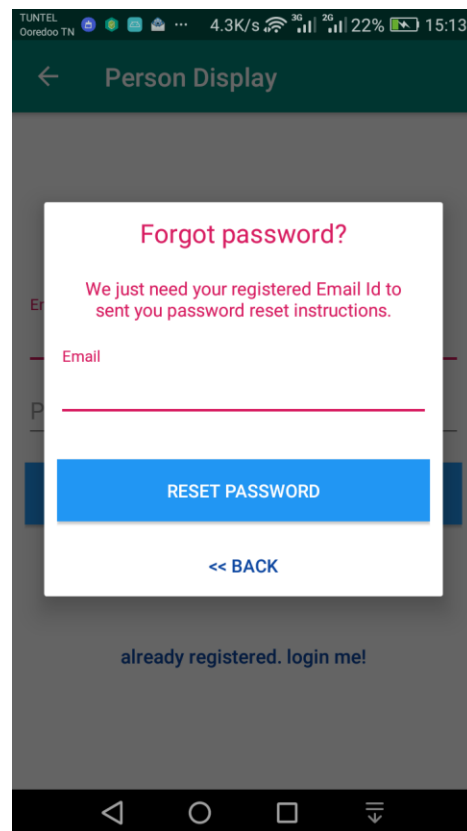 TUNTEL
Ooredoo TN
4.3K/s 3G 2G 22% 15:13
Person Display
Forgot password?
We just need your registered Email Id to
sent you password reset instructions.
Em
Email
P
RESET PASSWORD
<< BACK
already registered. login me!